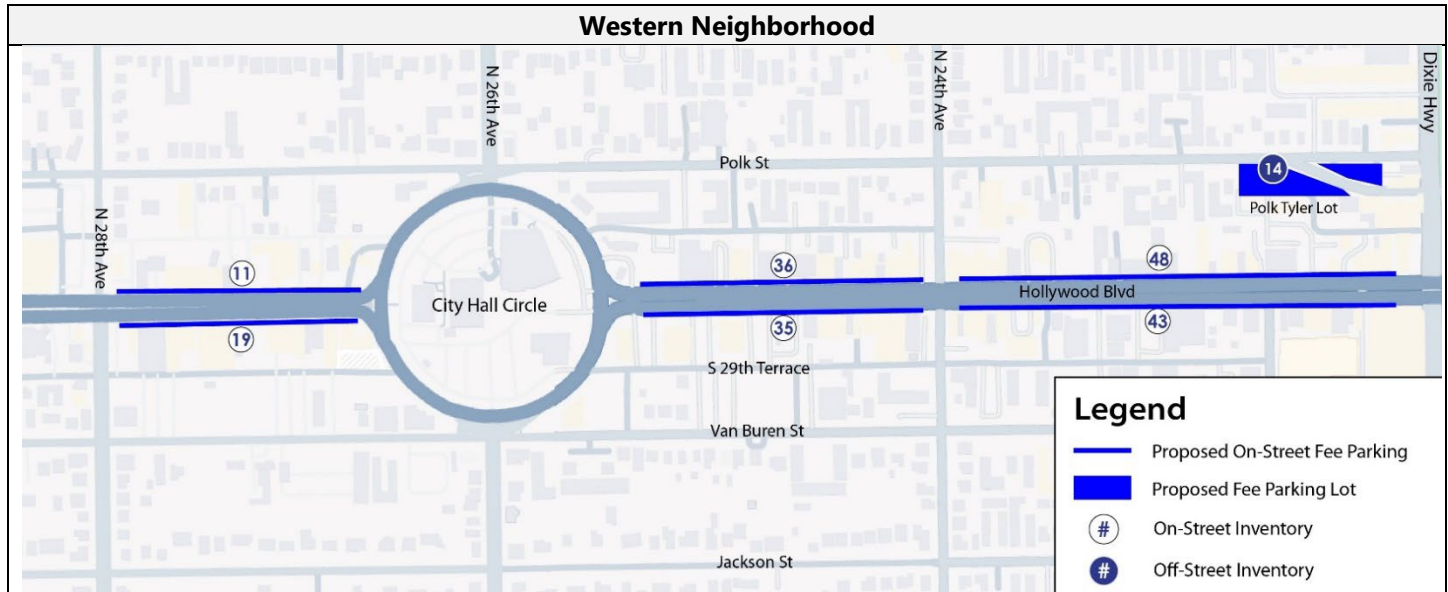 Western Neighborhood
N 26th Ave
N 24th Ave
Dixie Hwy
Polk St
14
Polk Tyler Lot
N 28th Ave
11
36
48
City Hall Circle
Hollywood Blvd
19
35
43
S 29th Terrace
Van Buren St
Jackson St
Legend
Proposed On-Street Fee Parking
Proposed Fee Parking Lot
# On-Street Inventory
# Off-Street Inventory